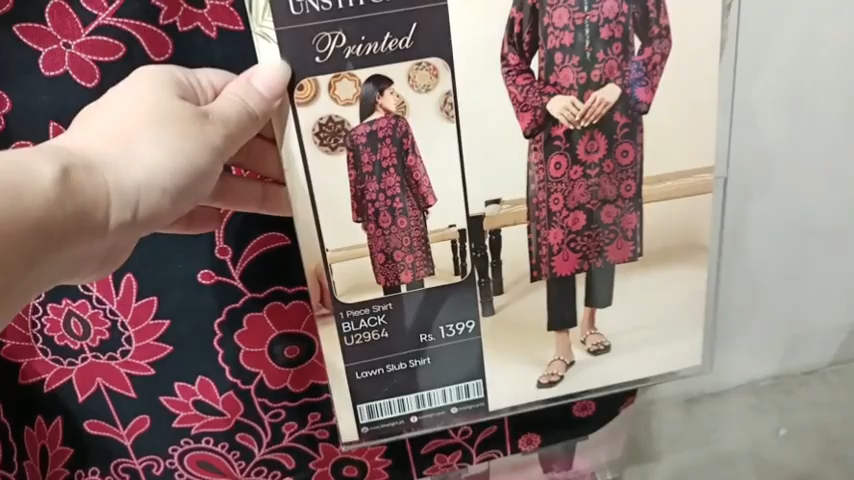 Printed
1 Piece Shirt
BLACK
U2964
Rs. 1399
Lawn Slub Shirt